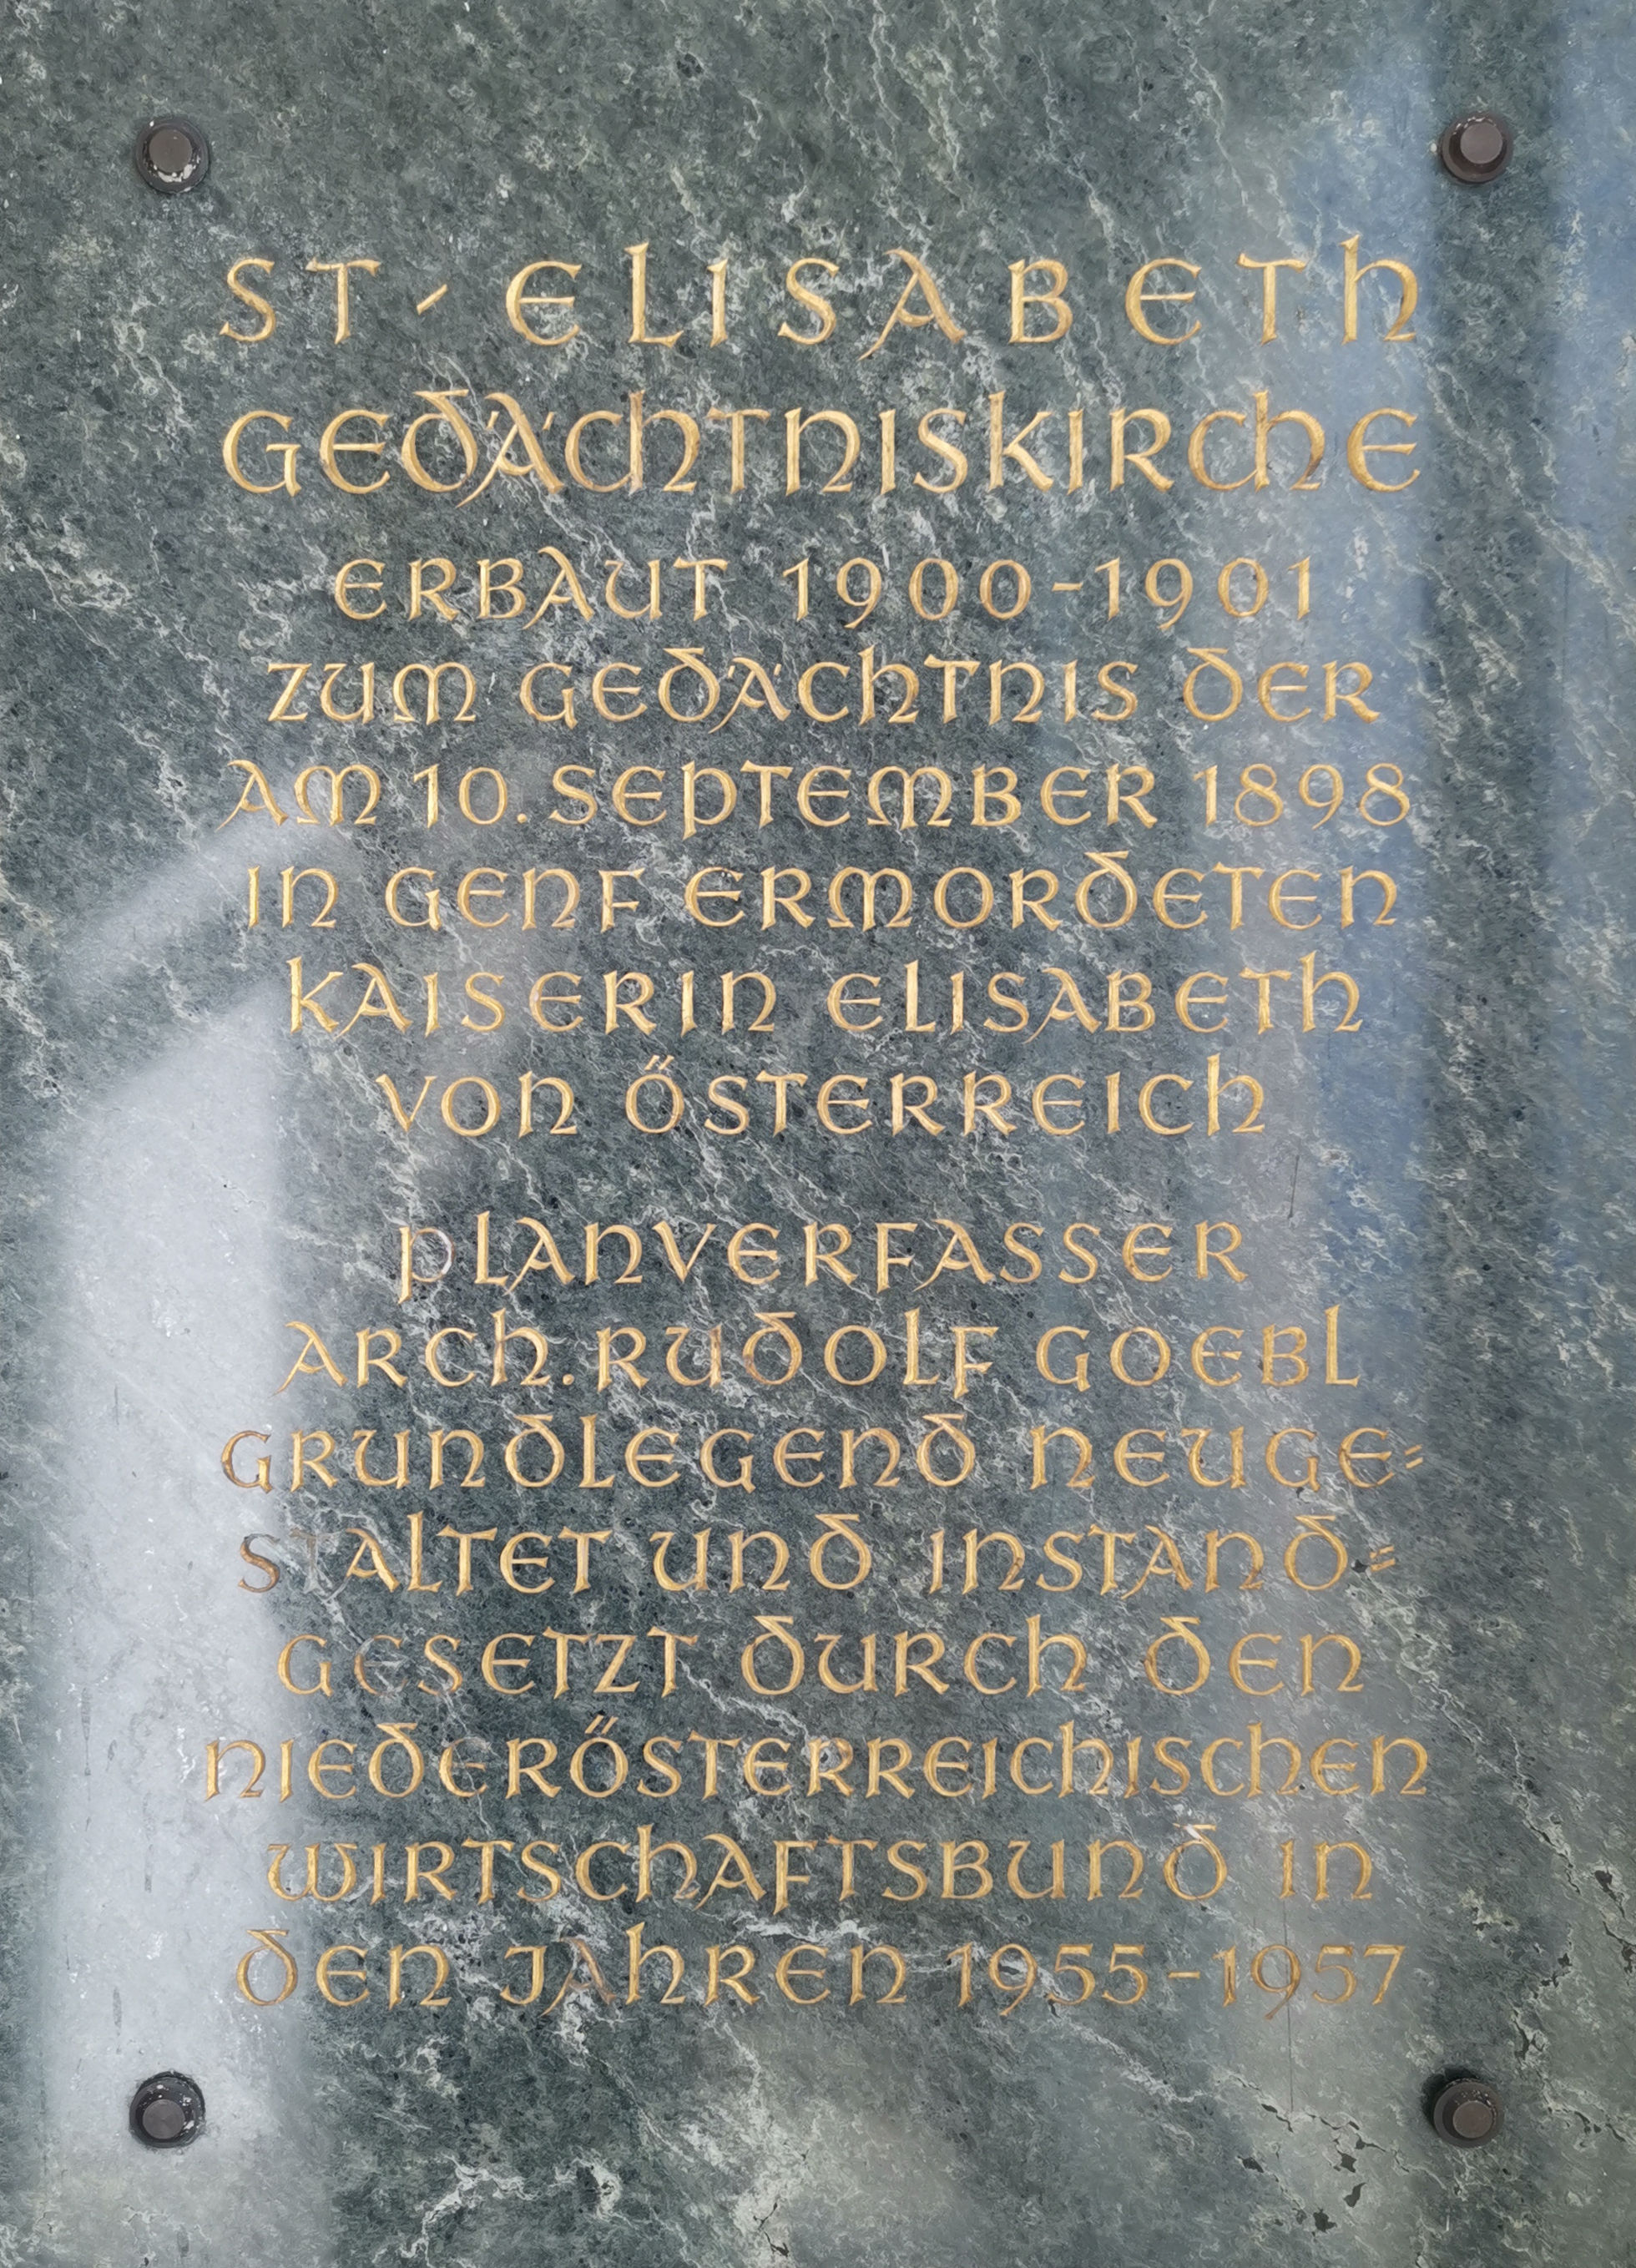 ST-ELISABETH
GEDÄCHTNISKIRCHE
ERBAUT 1900-1901
ZUM GEDÄCHTNIS DER
AM 10. SEPTEMBER 1898
IN GENF ERMORDETEN
KAISERIN ELISABETH
VON ÖSTERREICH
PLANVERFASSER
ARCH. RUDOLF GOEBL
GRUNDLEGEND NEUGE=
STALTET UND INSTAND=
GESETZT DURCH DEN
NIEDERÖSTERREICHISCHEN
WIRTSCHAFTSBUND IN
DEN JAHREN 1955-1957